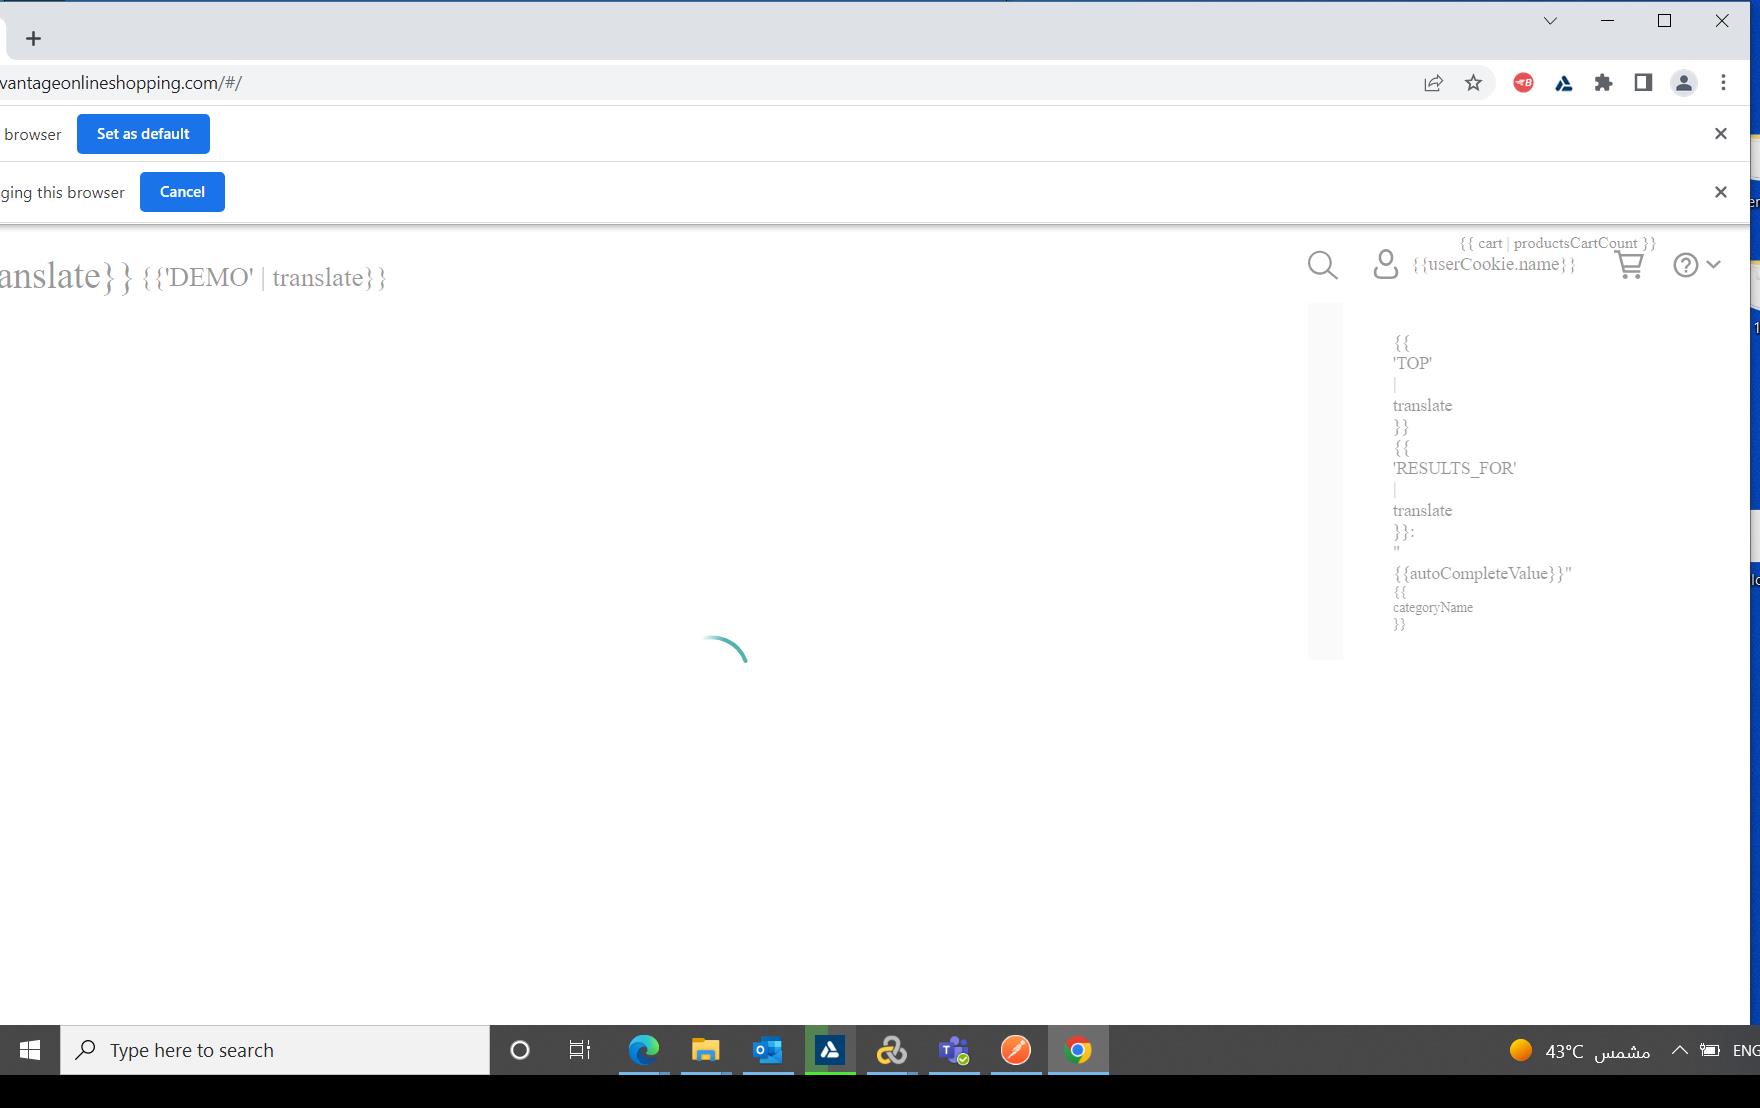 vantageonlineshopping.com/#/
browser
Set as default
ging this browser
Cancel
anslate}} {{'DEMO' | translate}}
{{ cart | productsCartCount }}
{{userCookie.name}}
{{
'TOP'
|
translate
}}
{{
'RESULTS_FOR'
|
translate
}}:
"
{{autoCompleteValue}}"
{{
categoryName
}}
Type here to search
43°C مشمس
ENG